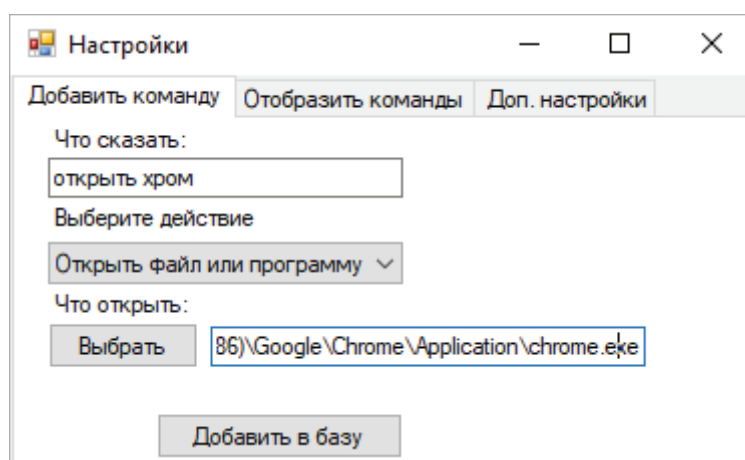 Настройки
Добавить команду Отобразить команды Доп. настройки
Что сказать:
открыть хром
Выберите действие
Открыть файл или программу
Что открыть:
Выбрать 86)\Google\Chrome\Application\chrome.exe
Добавить в базу